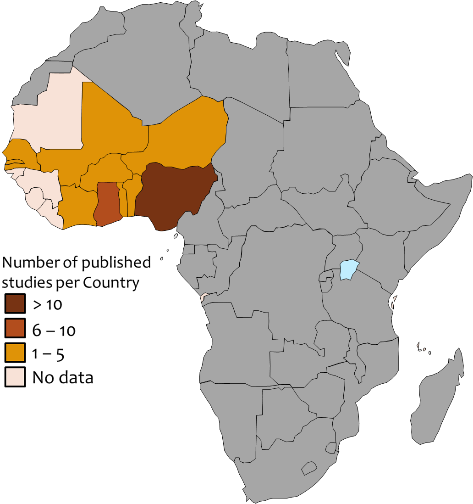 Number of published
studies per Country
> 10
6 – 10
1 – 5
No data